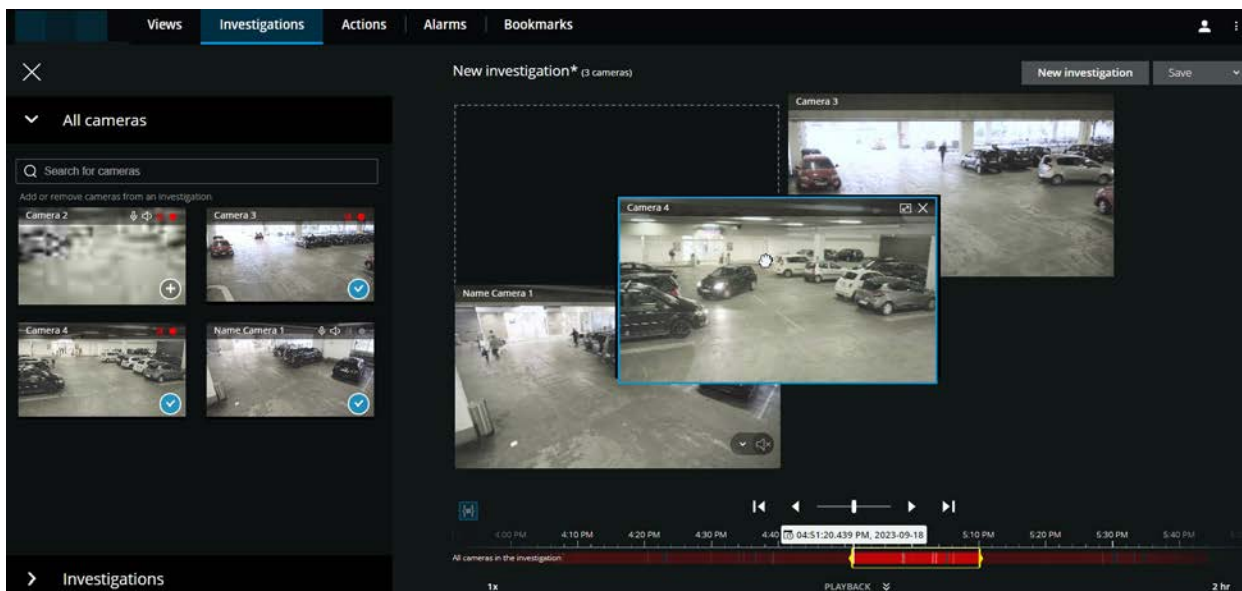 Views Investigations Actions Alarms Bookmarks
New investigation* (3 cameras)
New investigation Save
All cameras
Search for cameras
Add or remove cameras from an investigation
Camera 2
Camera 3
Camera 4
Name Camera 1
Camera 3
Camera 4
Name Camera 1
4:00 PM 4:10 PM 4:20 PM 4:30 PM 4:40 04:51:20.439 PM, 2023-09-18 5:10 PM 5:20 PM 5:30 PM 5:40 PM
All cameras in the investigation
Investigations
1x PLAYBACK 2 hr